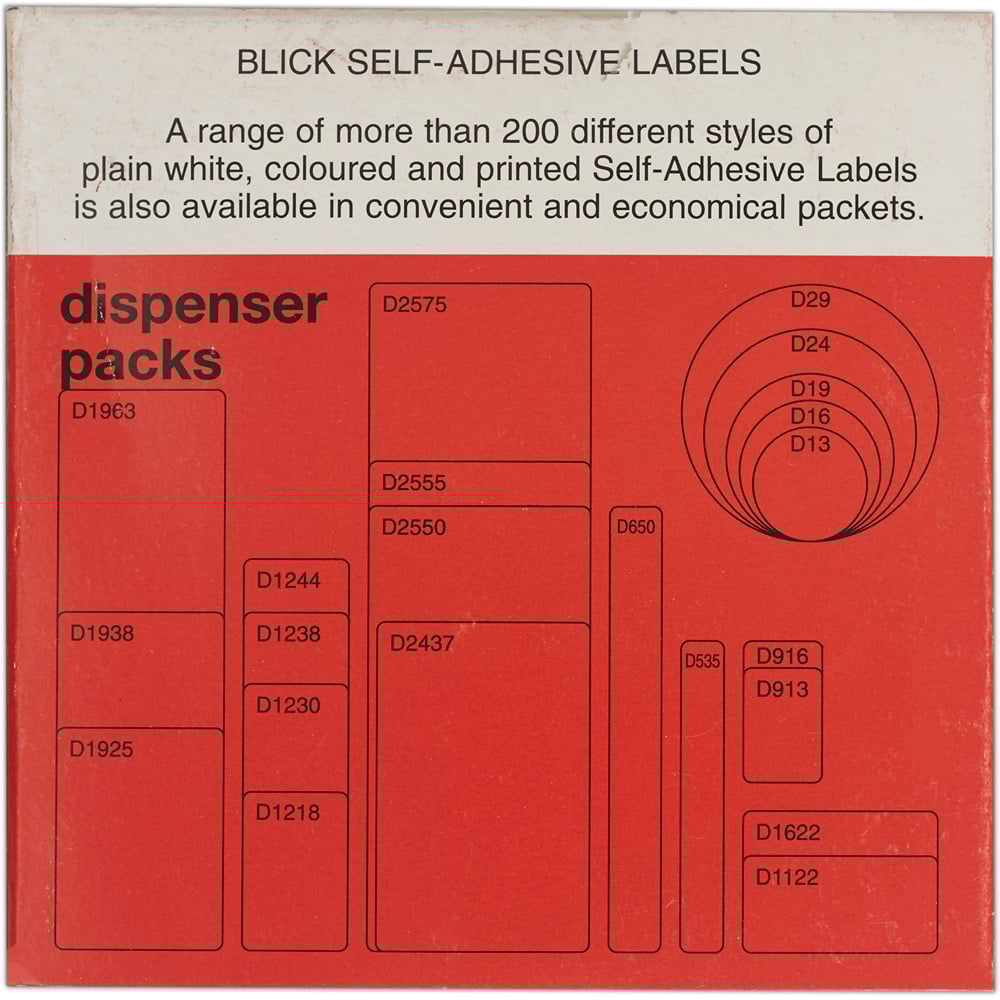 BLICK SELF-ADHESIVE LABELS
A range of more than 200 different styles of
plain white, coloured and printed Self-Adhesive Labels
is also available in convenient and economical packets.
dispenser
packs
D1963
D1938
D1925
D1244
D1238
D1230
D1218
D2575
D2555
D2550
D2437
D650
D535
D29
D24
D19
D16
D13
D916
D913
D1622
D1122